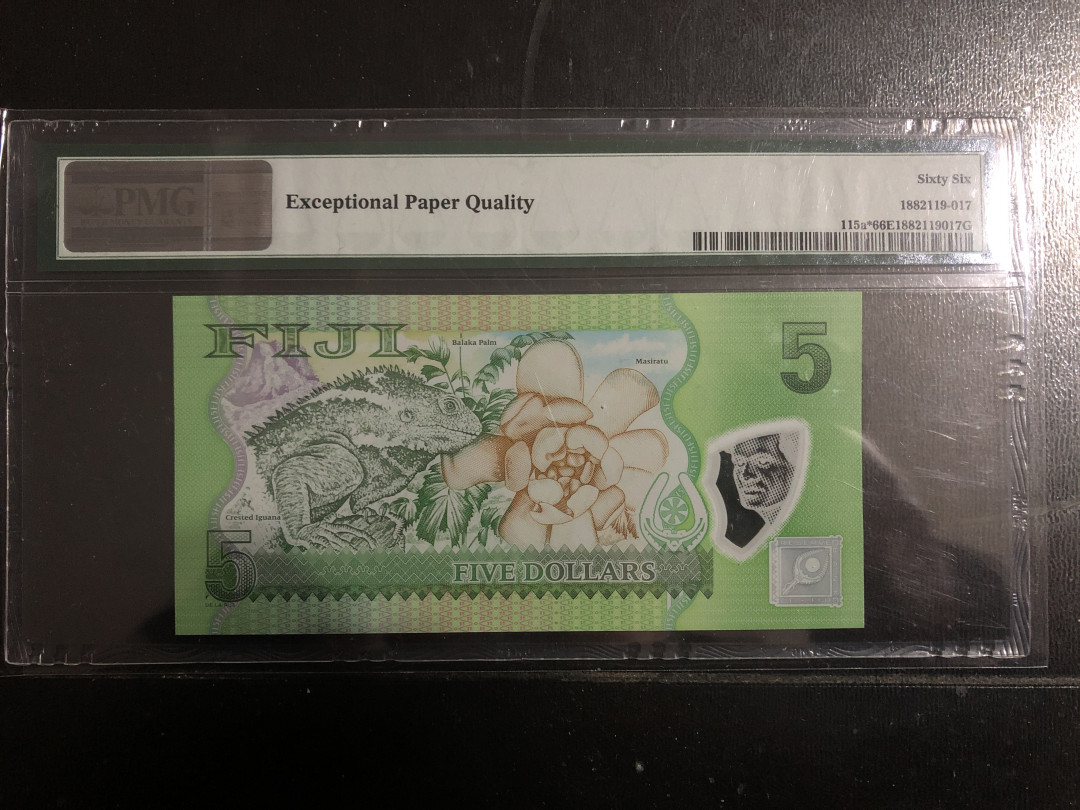 PMG
Exceptional Paper Quality
Sixty Six
1882119-017
115a*66E1882119017G
FIJI
Balaka Palm
Masiratu
5
Crested Iguana
5
FIVE DOLLARS